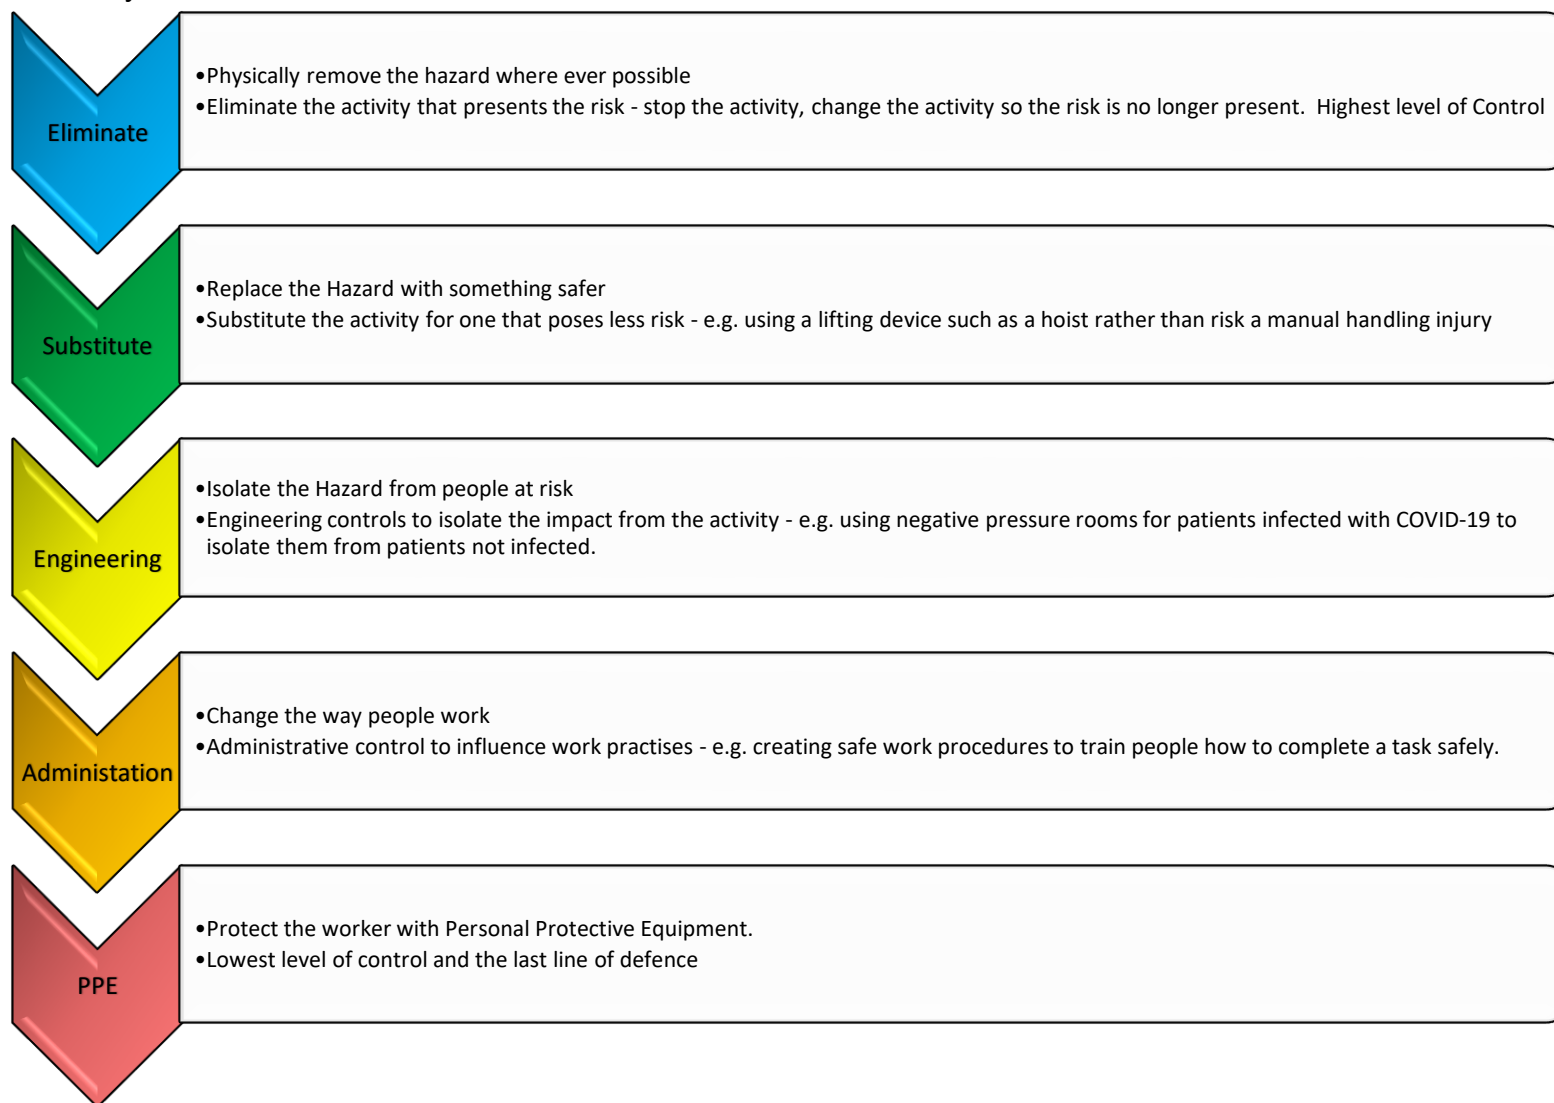 Eliminate
•Physically remove the hazard where ever possible
•Eliminate the activity that presents the risk - stop the activity, change the activity so the risk is no longer present.  Highest level of Control
Substitute
•Replace the Hazard with something safer
•Substitute the activity for one that poses less risk - e.g. using a lifting device such as a hoist rather than risk a manual handling injury
Engineering
•Isolate the Hazard from people at risk
•Engineering controls to isolate the impact from the activity - e.g. using negative pressure rooms for patients infected with COVID-19 to
isolate them from patients not infected.
Administation
•Change the way people work
•Administrative control to influence work practises - e.g. creating safe work procedures to train people how to complete a task safely.
PPE
•Protect the worker with Personal Protective Equipment.
•Lowest level of control and the last line of defence